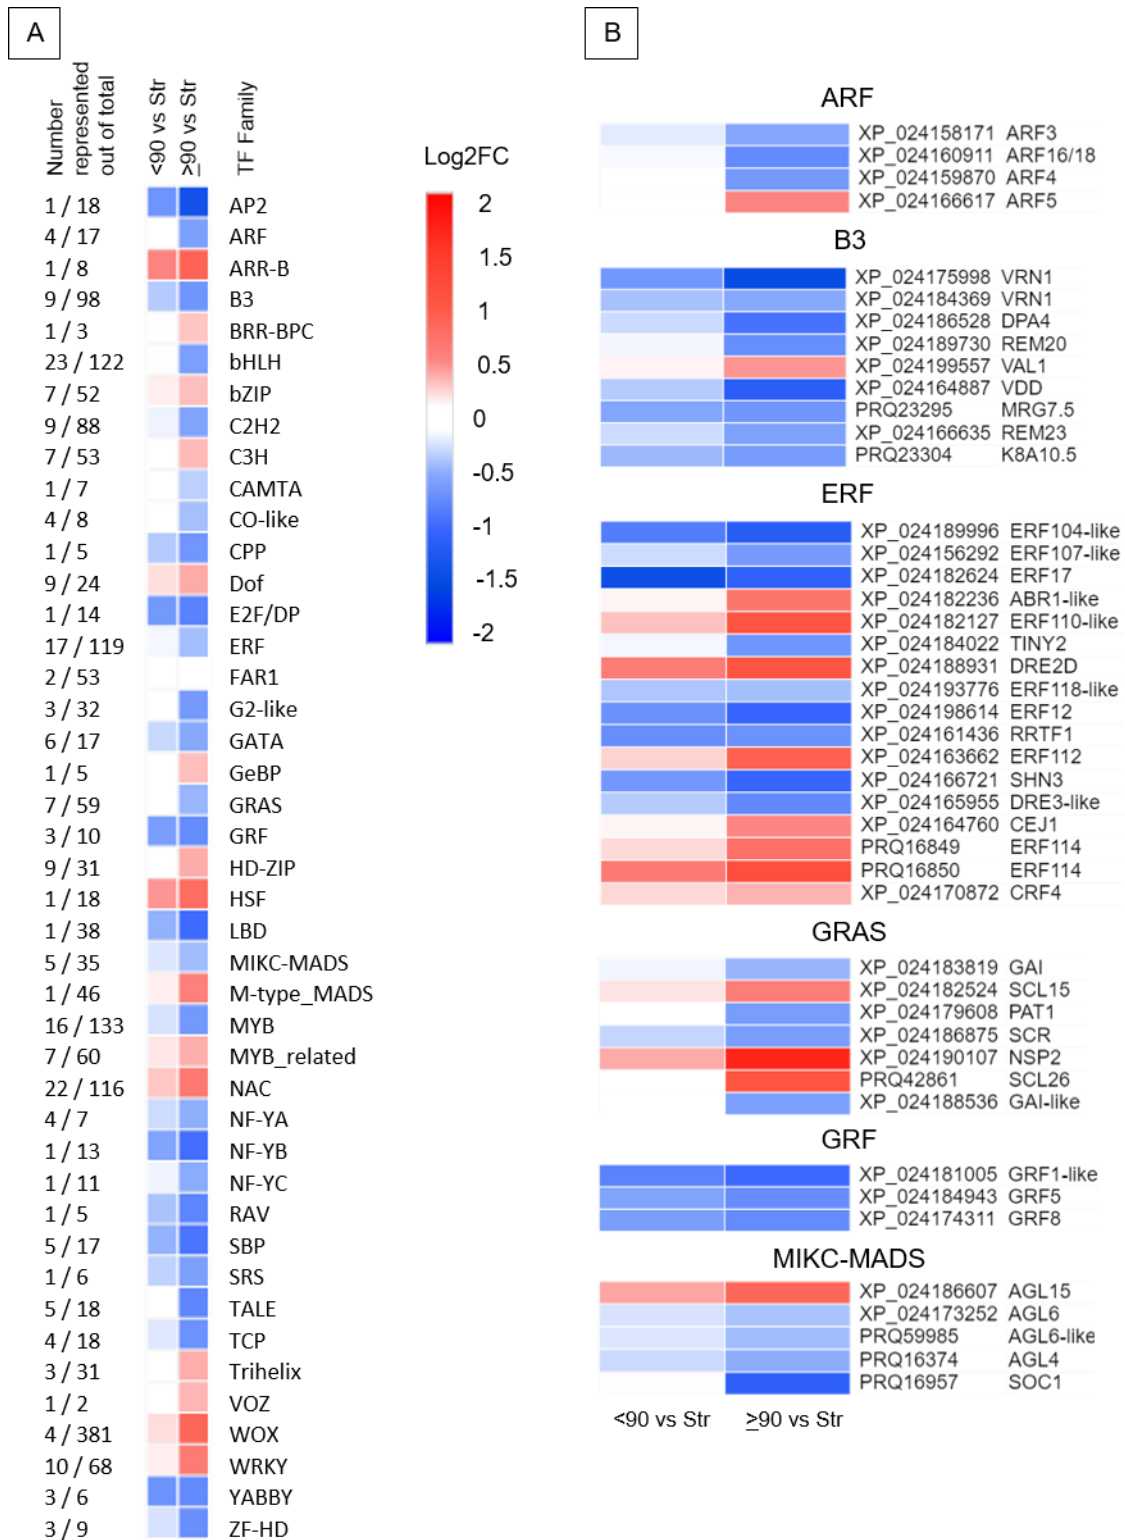 A
Number
represented
out of total
<90 vs Str
≥90 vs Str
TF Family
1 / 18 AP2
4 / 17 ARF
1 / 8 ARR-B
9 / 98 B3
1 / 3 BRR-BPC
23 / 122 bHLH
7 / 52 bZIP
9 / 88 C2H2
7 / 53 C3H
1 / 7 CAMTA
4 / 8 CO-like
1 / 5 CPP
9 / 24 Dof
1 / 14 E2F/DP
17 / 119 ERF
2 / 53 FAR1
3 / 32 G2-like
6 / 17 GATA
1 / 5 GeBP
7 / 59 GRAS
3 / 10 GRF
9 / 31 HD-ZIP
1 / 18 HSF
1 / 38 LBD
5 / 35 MIKC-MADS
1 / 46 M-type_MADS
16 / 133 MYB
7 / 60 MYB_related
22 / 116 NAC
4 / 7 NF-YA
1 / 13 NF-YB
1 / 11 NF-YC
1 / 5 RAV
5 / 17 SBP
1 / 6 SRS
5 / 18 TALE
4 / 18 TCP
3 / 31 Trihelix
1 / 2 VOZ
4 / 381 WOX
10 / 68 WRKY
3 / 6 YABBY
3 / 9 ZF-HD
Log2FC
2
1.5
1
0.5
0
-0.5
-1
-1.5
-2
B
ARF
XP_024158171 ARF3
XP_024160911 ARF16/18
XP_024159870 ARF4
XP_024166617 ARF5
B3
XP_024175998 VRN1
XP_024184369 VRN1
XP_024186528 DPA4
XP_024189730 REM20
XP_024199557 VAL1
XP_024164887 VDD
PRQ23295 MRG7.5
XP_024166635 REM23
PRQ23304 K8A10.5
ERF
XP_024189996 ERF104-like
XP_024156292 ERF107-like
XP_024182624 ERF17
XP_024182236 ABR1-like
XP_024182127 ERF110-like
XP_024184022 TINY2
XP_024188931 DRE2D
XP_024193776 ERF118-like
XP_024198614 ERF12
XP_024161436 RRTF1
XP_024163662 ERF112
XP_024166721 SHN3
XP_024165955 DRE3-like
XP_024164760 CEJ1
PRQ16849 ERF114
PRQ16850 ERF114
XP_024170872 CRF4
GRAS
XP_024183819 GAI
XP_024182524 SCL15
XP_024179608 PAT1
XP_024186875 SCR
XP_024190107 NSP2
PRQ42861 SCL26
XP_024188536 GAI-like
GRF
XP_024181005 GRF1-like
XP_024184943 GRF5
XP_024174311 GRF8
MIKC-MADS
XP_024186607 AGL15
XP_024173252 AGL6
PRQ59985 AGL6-like
PRQ16374 AGL4
PRQ16957 SOC1
<90 vs Str ≥90 vs Str